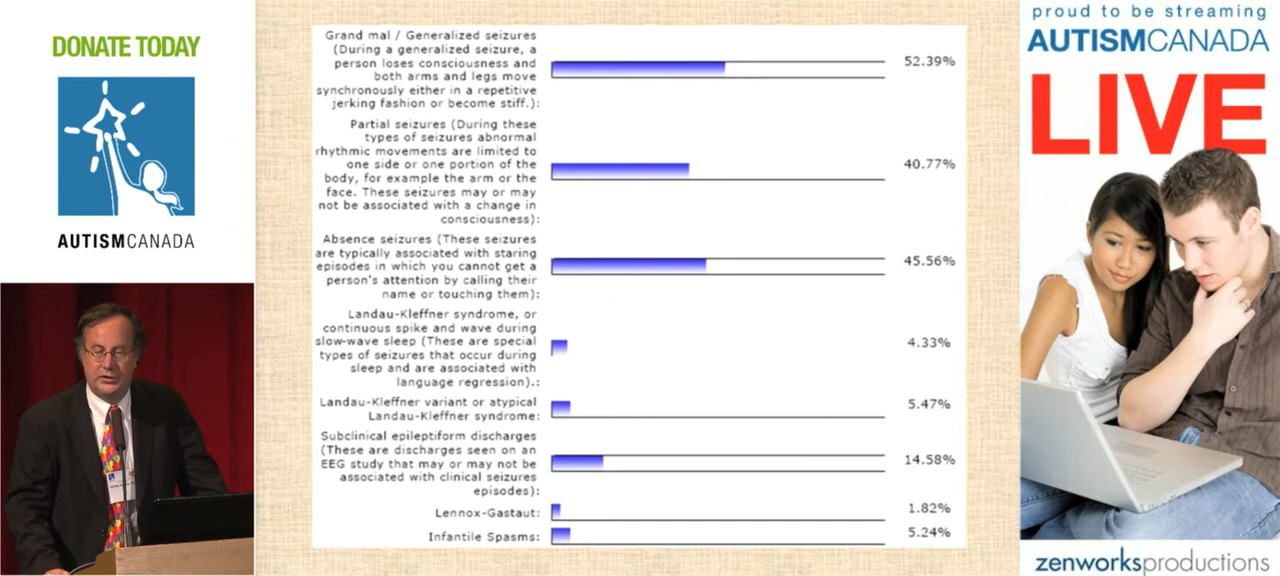 DONATE TODAY
AUTISMCANADA
Grand mal / Generalized seizures
(During a generalized seizure, a
person loses consciousness and
both arms and legs move
synchronously either in a repetitive
jerking fashion or become stiff.):
52.39%
Partial seizures (During these
types of seizures abnormal
rhythmic movements are limited to
one side or one portion of the
body, for example the arm or the
face. These seizures may or may
not be associated with a change in
consciousness):
40.77%
Absence seizures (These seizures
are typically associated with staring
episodes in which you cannot get a
person's attention by calling their
name or touching them):
45.56%
Landau-Kleffner syndrome, or
continuous spike and wave during
slow-wave sleep (These are special
types of seizures that occur during
sleep and are associated with
language regression).:
4.33%
Landau-Kleffner variant or atypical
Landau-Kleffner syndrome:
5.47%
Subclinical epileptiform discharges
(These are discharges seen on an
EEG study that may or may not be
associated with clinical seizures
episodes):
14.58%
Lennox-Gastaut:
1.82%
Infantile Spasms:
5.24%
proud to be streaming
AUTISMCANADA
LIVE
zenworksproductions